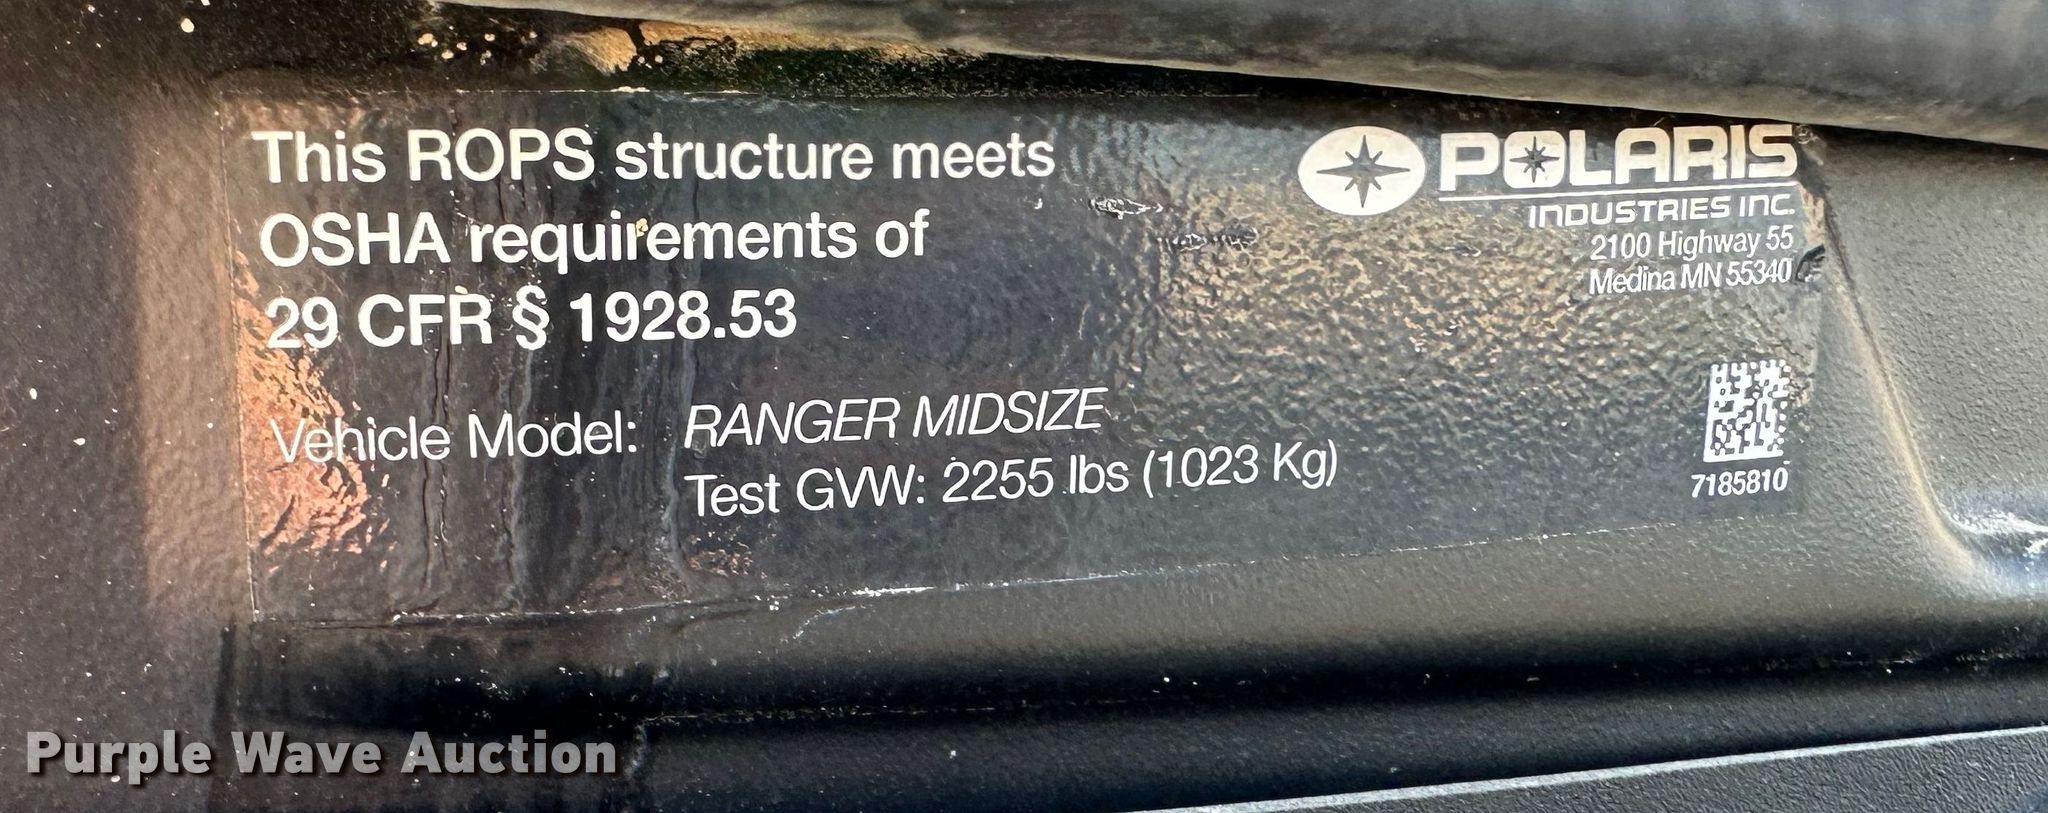 This ROPS structure meets
OSHA requirements of
29 CFR § 1928.53
Vehicle Model: RANGER MIDSIZE
Test GVW: 2255 lbs (1023 Kg)
POLARIS
INDUSTRIES INC.
2100 Highway 55
Medina MN 55340
7185810
Purple Wave Auction